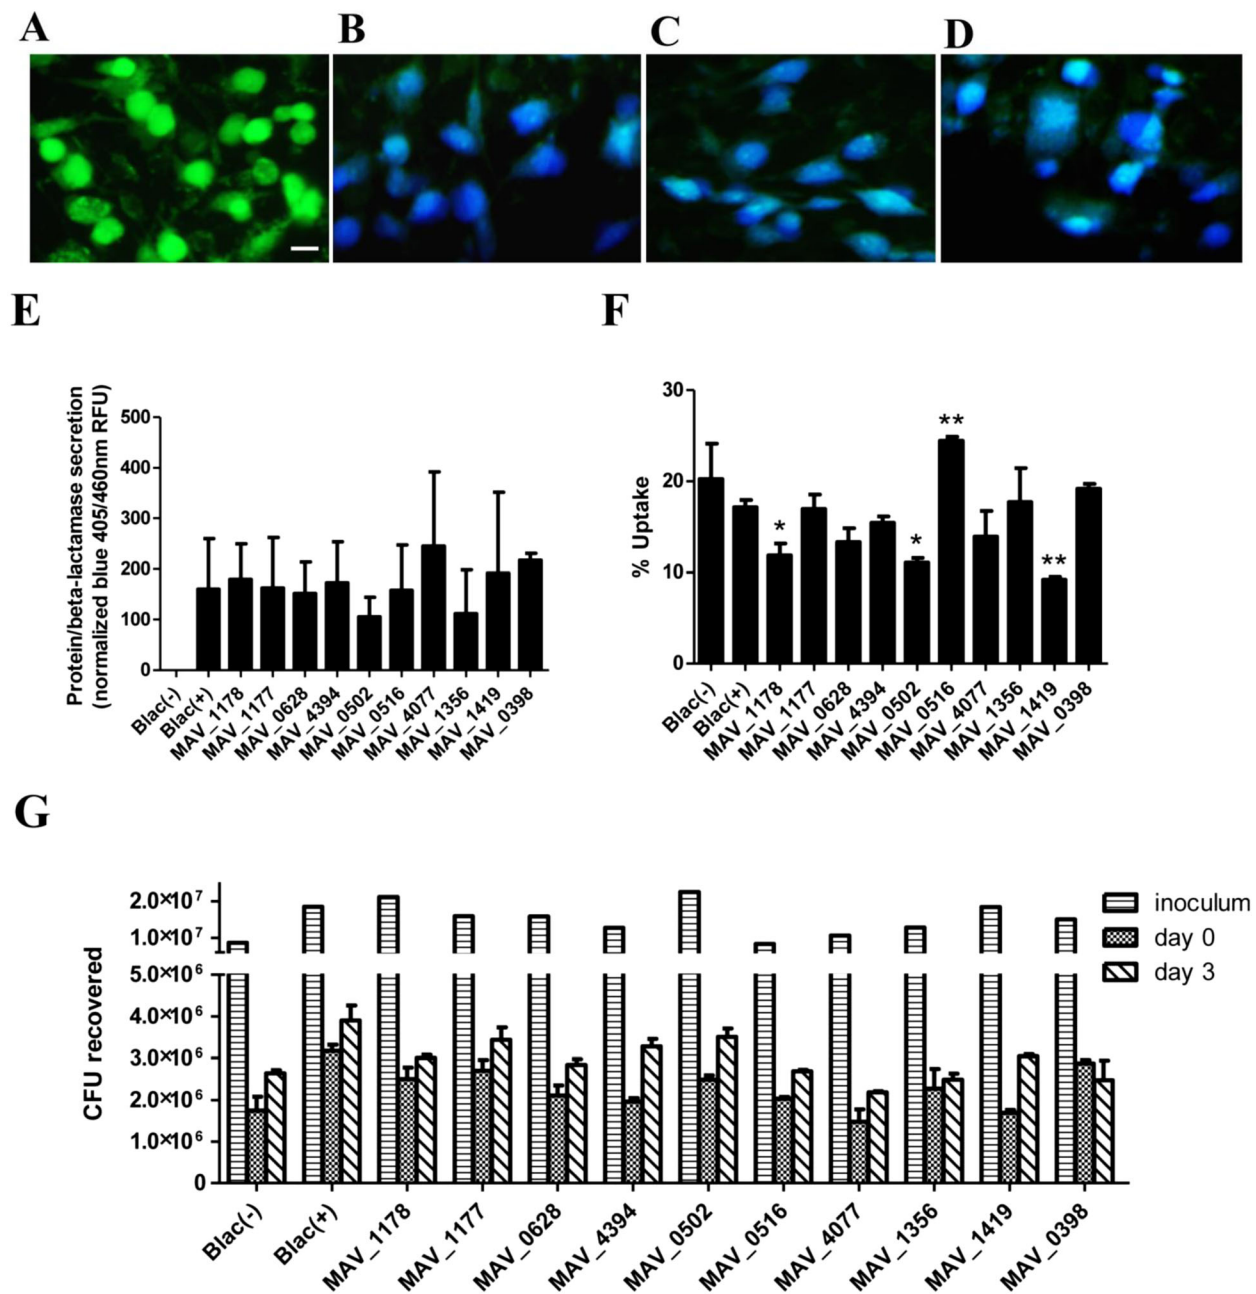 A
B
C
D
E
F
Protein/beta-lactamase secretion
(normalized blue 405/460nm RFU)
500
400
300
200
100
0
Blac(-)
Blac(+)
MAV_1178
MAV_1177
MAV_0628
MAV_4394
MAV_0502
MAV_0516
MAV_4077
MAV_1356
MAV_1419
MAV_0398
% Uptake
30
20
10
0
*
*
**
**
Blac(-)
Blac(+)
MAV_1178
MAV_1177
MAV_0628
MAV_4394
MAV_0502
MAV_0516
MAV_4077
MAV_1356
MAV_1419
MAV_0398
G
CFU recovered
2.0×10⁷
1.0×10⁷
5.0×10⁶
4.0×10⁶
3.0×10⁶
2.0×10⁶
1.0×10⁶
0
Blac(-)
Blac(+)
MAV_1178
MAV_1177
MAV_0628
MAV_4394
MAV_0502
MAV_0516
MAV_4077
MAV_1356
MAV_1419
MAV_0398
inoculum
day 0
day 3